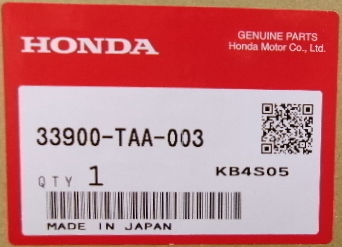 HONDA
GENUINE PARTS
Honda Motor Co., Ltd.
33900-TAA-003
QTY 1
KB4S05
MADE IN JAPAN